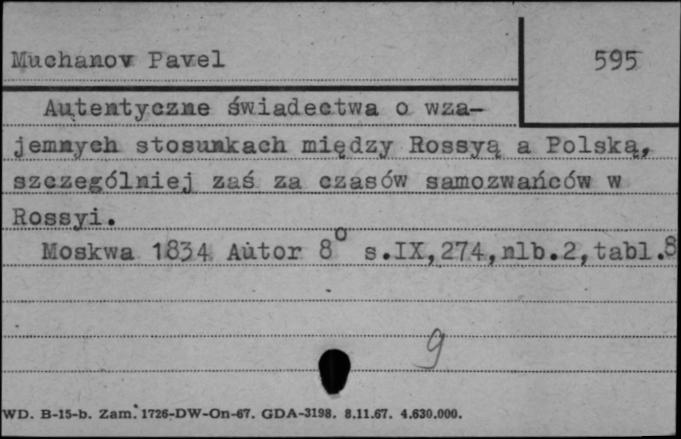 Muchanov Pavel
595
Autentyczne świadectwa o wza-
jemnych stosunkach między Rossyą a Polską,
szczególniej zaś za czasów samozwańców w
Rossyi.
Moskwa 1834 Autor 8° s.IX,274,nlb.2,tabl.8
9
WD. B-15-b. Zam. 1726-DW-On-67. GDA-3198. 8.11.67. 4.630.000.